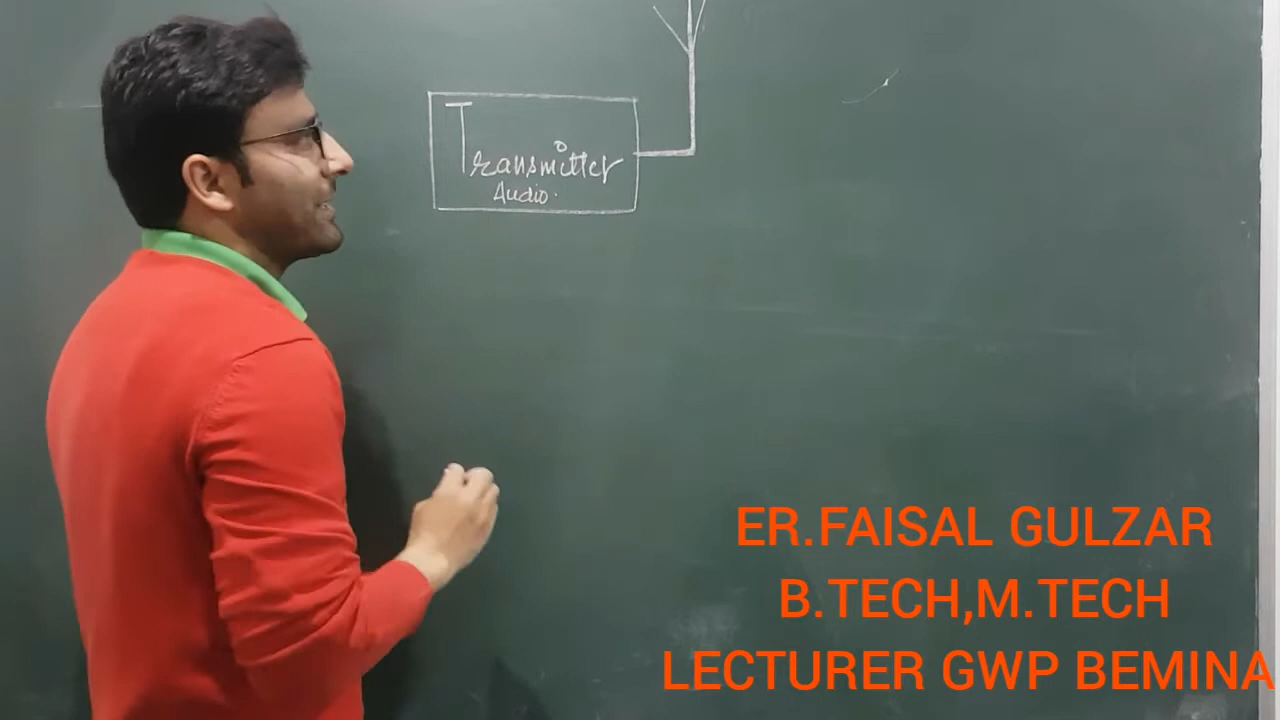 Transmitter
Audio.
ER.FAISAL GULZAR
B.TECH,M.TECH
LECTURER GWP BEMINA